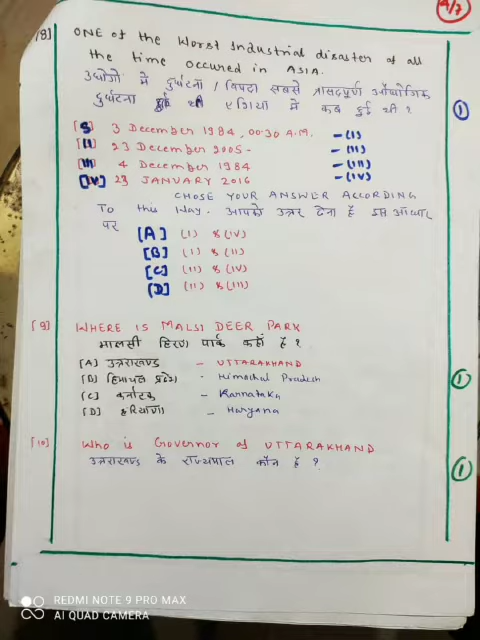 4/7
[8] ONE of the Worst Industrial disaster of all
the time occured in ASIA.
उद्योगो में दुर्घटना / विपदा सबसे त्रासदपूर्ण औद्योगिक
दुर्घटना हुई थी एशिया में कब हुई थी ? (1)
3 December 1984, 00:30 A.M. - (I)
[II] 23 December 2005 - - (II)
[III] 4 December 1984 - (III)
[IV] 23 JANUARY 2016 - (IV)
CHOSE YOUR ANSWER ACCORDING
To this Way. आपको उत्तर देना है इस आधार
पर
[A] (I) & (IV)
[B] (I) & (II)
[C] (II) & (IV)
[D] (II) & (III)
[9] WHERE IS MALSI DEER PARK
मालसी हिरण पार्क कहाँ है ?
[A] उत्तराखण्ड - UTTARAKHAND
[B] हिमाचल प्रदेश - Himachal Pradesh (1)
[C] कर्नाटक - Karnataka
[D] हरियाणा - Haryana
[10] Who is Governor of UTTARAKHAND (1)
उत्तराखण्ड के राज्यपाल कौन है ?
REDMI NOTE 9 PRO MAX
AI QUAD CAMERA